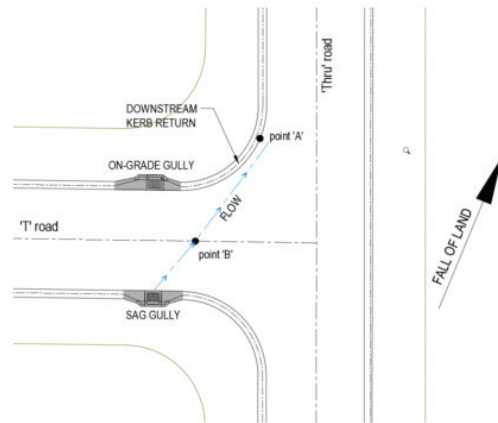 'Thru' road
DOWNSTREAM
KERB RETURN
point 'A'
ON-GRADE GULLY
FLOW
'T' road
point 'B'
SAG GULLY
FALL OF LAND